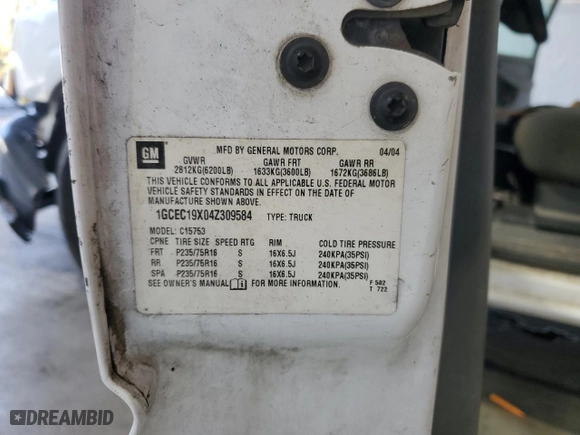 GM
MFD BY GENERAL MOTORS CORP. 04/04
GVWR GAWR FRT GAWR RR
2812KG(6200LB) 1633KG(3600LB) 1672KG(3686LB)
THIS VEHICLE CONFORMS TO ALL APPLICABLE U.S. FEDERAL MOTOR
VEHICLE SAFETY STANDARDS IN EFFECT ON THE DATE OF
MANUFACTURE SHOWN ABOVE.
1GCEC19X04Z309584 TYPE: TRUCK
MODEL: C15753
CPNE TIRE SIZE SPEED RTG RIM COLD TIRE PRESSURE
FRT P235/75R16 S 16X6.5J 240KPA(35PSI)
RR P235/75R16 S 16X6.5J 240KPA(35PSI)
SPA P235/75R16 S 16X6.5J 240KPA(35PSI)
SEE OWNER'S MANUAL FOR MORE INFORMATION. F 502
T 722
DREAMBID